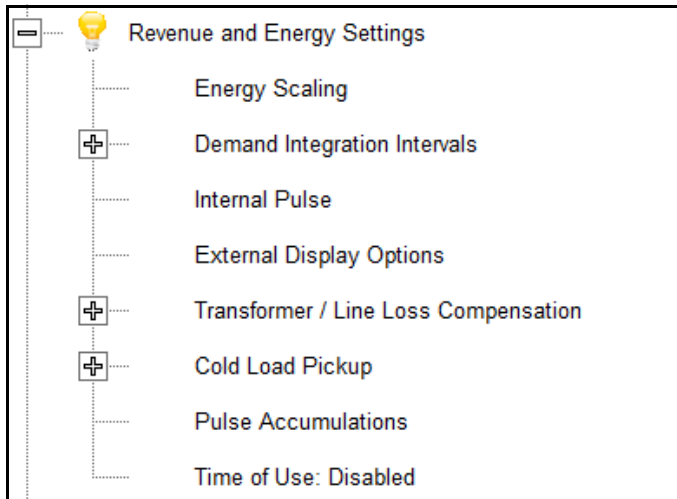 Revenue and Energy Settings
Energy Scaling
Demand Integration Intervals
Internal Pulse
External Display Options
Transformer / Line Loss Compensation
Cold Load Pickup
Pulse Accumulations
Time of Use: Disabled